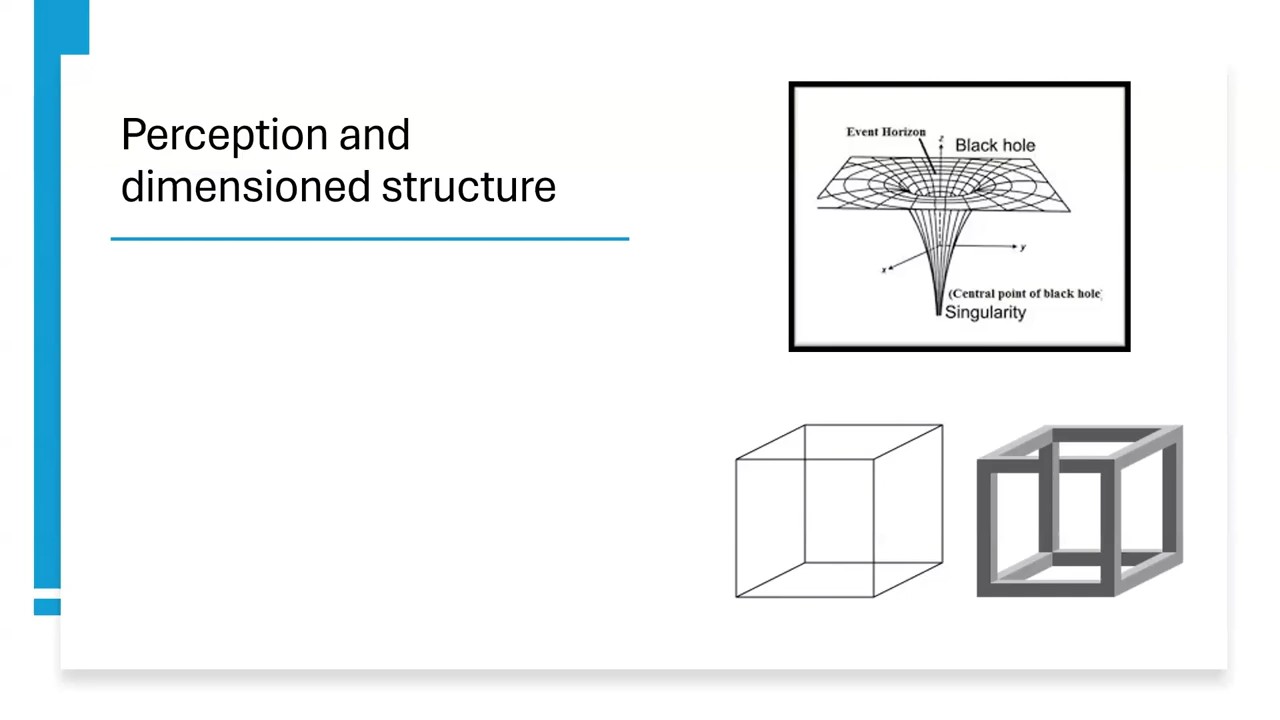 Perception and
dimensioned structure
Event Horizon
z
Black hole
y
x
(Central point of black hole)
Singularity